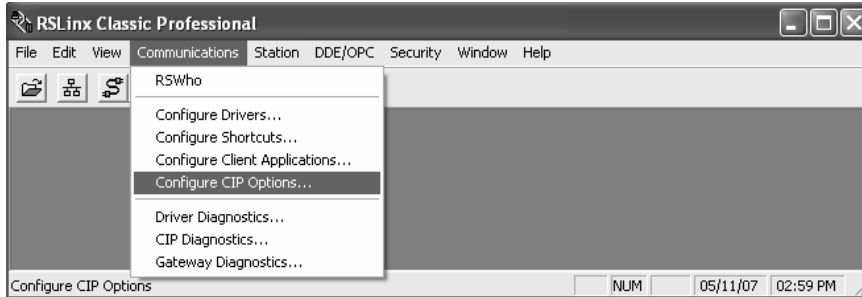 RSLinx Classic Professional
File Edit View Communications Station DDE/OPC Security Window Help
RSWho
Configure Drivers...
Configure Shortcuts...
Configure Client Applications...
Configure CIP Options...
Driver Diagnostics...
CIP Diagnostics...
Gateway Diagnostics...
Configure CIP Options NUM 05/11/07 02:59 PM